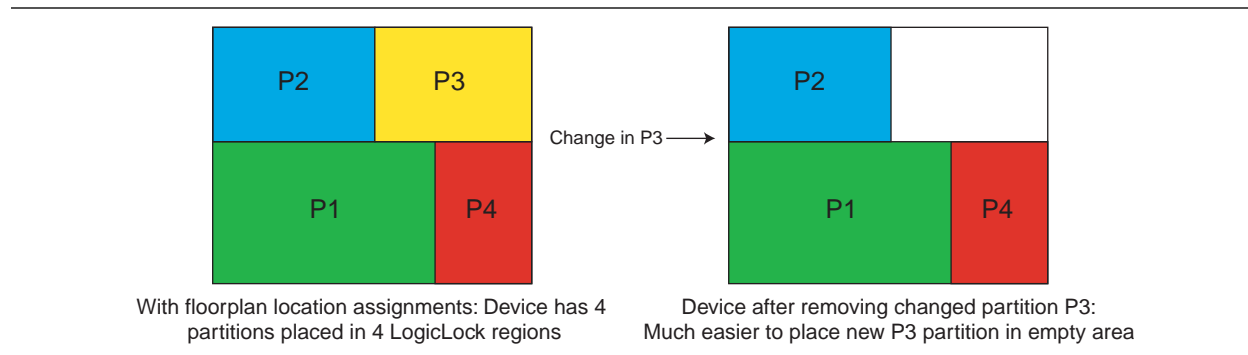 P2
P3
P1
P4
With floorplan location assignments: Device has 4
partitions placed in 4 LogicLock regions
Change in P3
P2
P1
P4
Device after removing changed partition P3:
Much easier to place new P3 partition in empty area